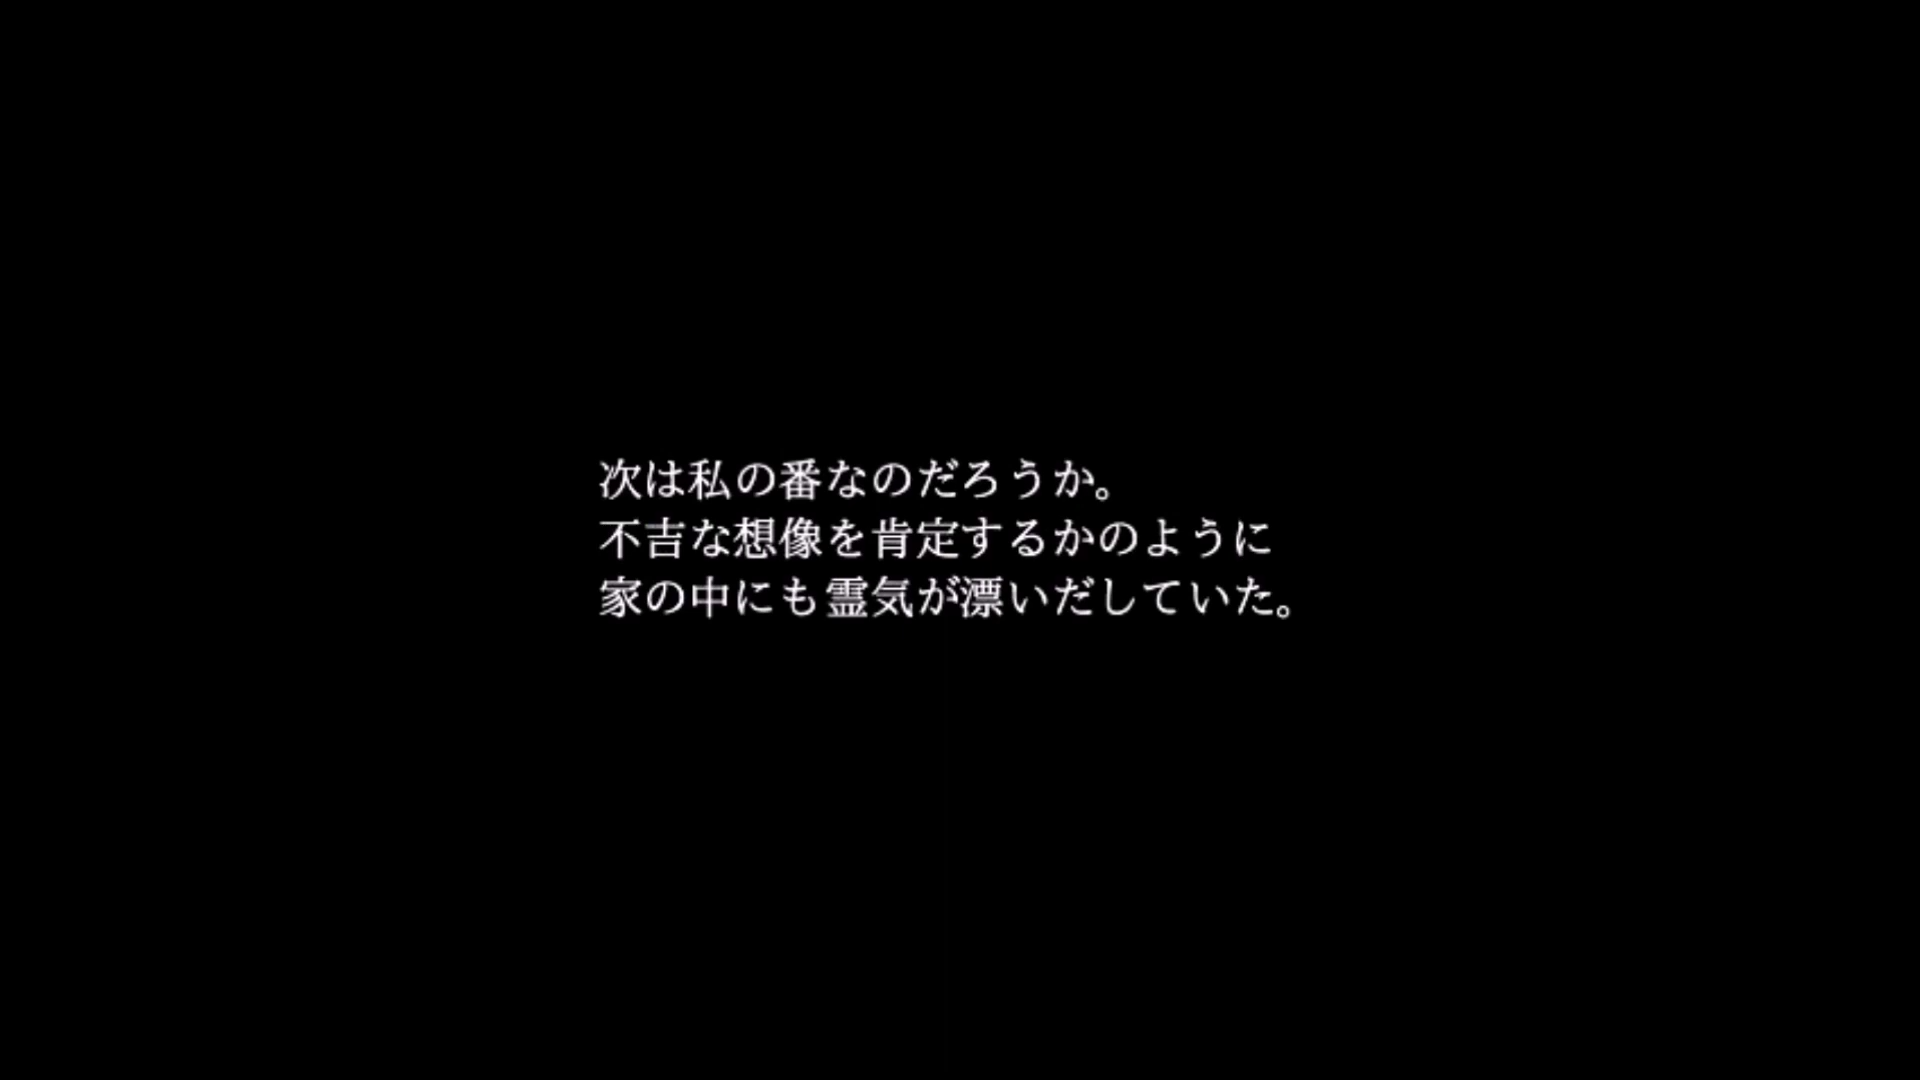 次は私の番なのだろうか。
不吉な想像を肯定するかのように
家の中にも霊気が漂いだしていた。